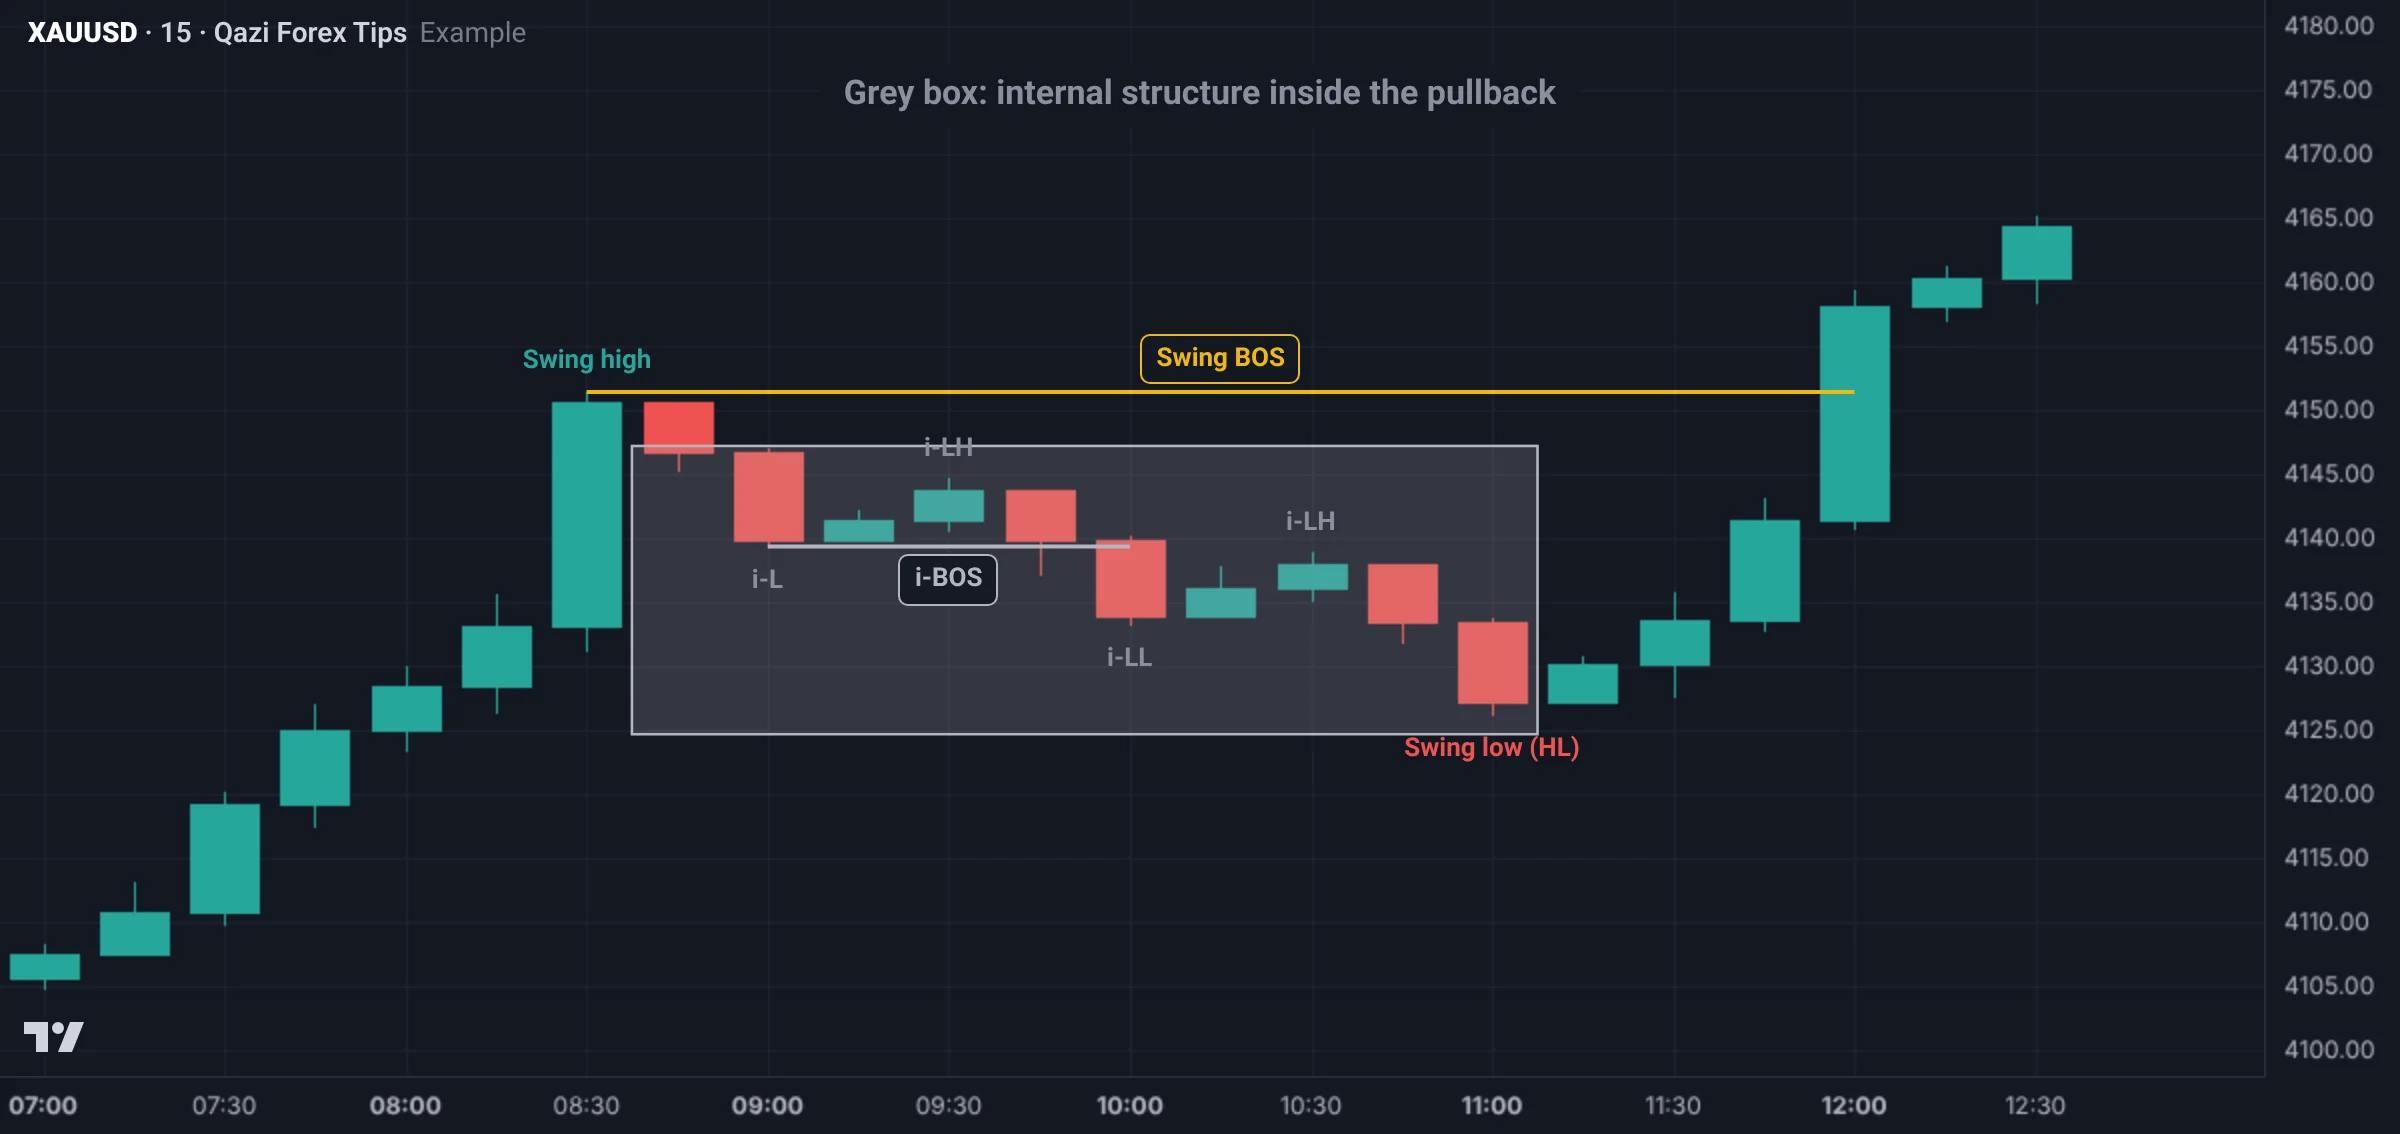 XAUUSD · 15 · Qazi Forex Tips Example
Grey box: internal structure inside the pullback
Swing high
Swing BOS
i-LH
i-LH
i-L
i-BOS
i-LL
Swing low (HL)
4180.00
4175.00
4170.00
4165.00
4160.00
4155.00
4150.00
4145.00
4140.00
4135.00
4130.00
4125.00
4120.00
4115.00
4110.00
4105.00
4100.00
07:00 07:30 08:00 08:30 09:00 09:30 10:00 10:30 11:00 11:30 12:00 12:30